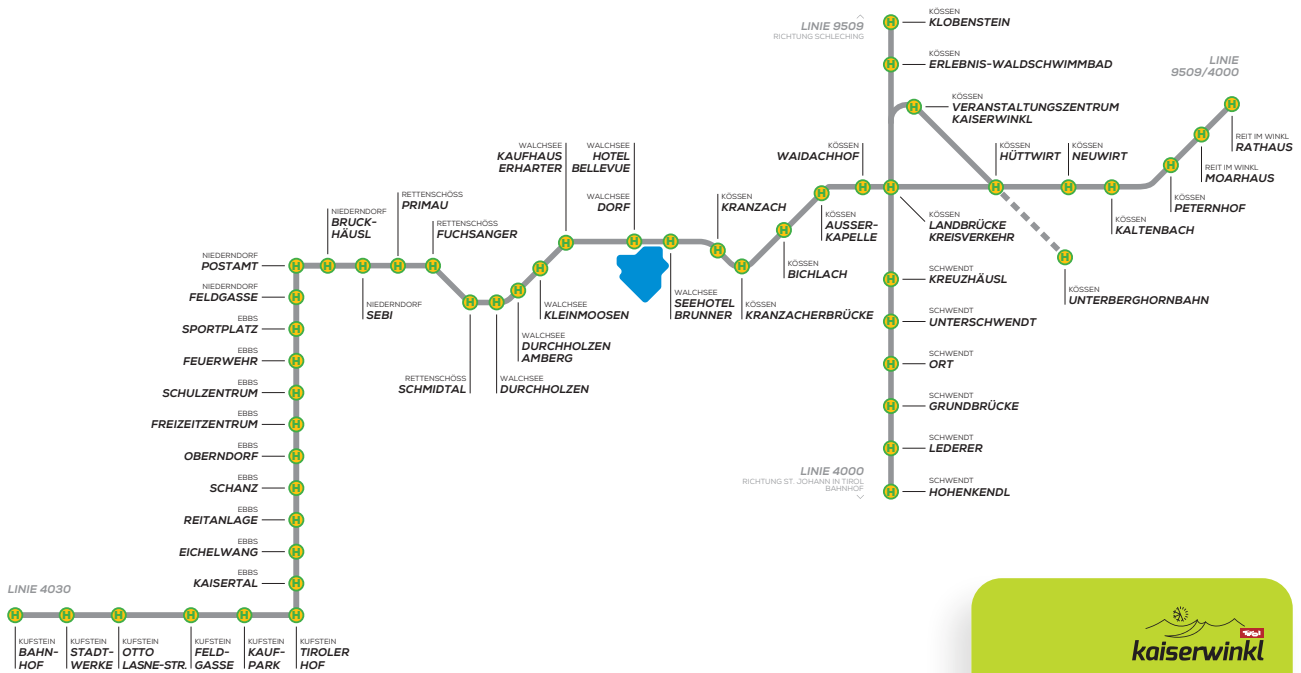 LINIE 9509
RICHTUNG SCHLECHING
KÖSSEN
KLOBENSTEIN
KÖSSEN
ERLEBNIS-WALDSCHWIMMBAD
LINIE
9509/4000
KÖSSEN
VERANSTALTUNGSZENTRUM
KAISERWINKL
REIT IM WINKL
RATHAUS
REIT IM WINKL
MOARHAUS
KÖSSEN
PETERNHOF
KÖSSEN
KALTENBACH
KÖSSEN
NEUWIRT
KÖSSEN
HÜTTWIRT
KÖSSEN
UNTERBERGHORNBAHN
KÖSSEN
LANDBRÜCKE
KREISVERKEHR
KÖSSEN
WAIDACHHOF
KÖSSEN
AUSSER-
KAPELLE
KÖSSEN
BICHLACH
KÖSSEN
KRANZACH
KÖSSEN
KRANZACHERBRÜCKE
WALCHSEE
SEEHOTEL
BRUNNER
WALCHSEE
HOTEL
BELLEVUE
WALCHSEE
DORF
WALCHSEE
KAUFHAUS
ERHARTER
WALCHSEE
KLEINMOOSEN
WALCHSEE
DURCHHOLZEN
AMBERG
WALCHSEE
DURCHHOLZEN
RETTENSCHÖSS
SCHMIDTAL
RETTENSCHÖSS
FUCHSANGER
RETTENSCHÖSS
PRIMAU
NIEDERNDORF
SEBI
NIEDERNDORF
BRUCK-
HÄUSL
NIEDERNDORF
POSTAMT
NIEDERNDORF
FELDGASSE
EBBS
SPORTPLATZ
EBBS
FEUERWEHR
EBBS
SCHULZENTRUM
EBBS
FREIZEITZENTRUM
EBBS
OBERNDORF
EBBS
SCHANZ
EBBS
REITANLAGE
EBBS
EICHELWANG
EBBS
KAISERTAL
SCHWENDT
KREUZHÄUSL
SCHWENDT
UNTERSCHWENDT
SCHWENDT
ORT
SCHWENDT
GRUNDBRÜCKE
SCHWENDT
LEDERER
SCHWENDT
HOHENKENDL
LINIE 4000
RICHTUNG ST. JOHANN IN TIROL
BAHNHOF
LINIE 4030
KUFSTEIN
BAHN-
HOF
KUFSTEIN
STADT-
WERKE
KUFSTEIN
OTTO
LASNE-STR.
KUFSTEIN
FELD-
GASSE
KUFSTEIN
KAUF-
PARK
KUFSTEIN
TIROLER
HOF
Tirol
kaiserwinkl